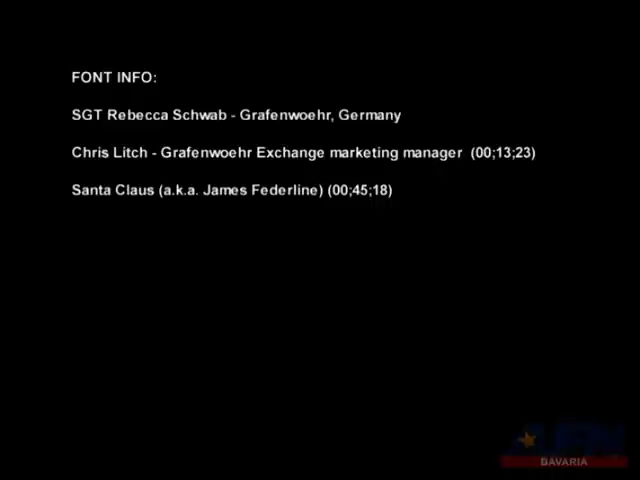 FONT INFO:
SGT Rebecca Schwab - Grafenwoehr, Germany
Chris Litch - Grafenwoehr Exchange marketing manager (00;13;23)
Santa Claus (a.k.a. James Federline) (00;45;18)
AFN
BAVARIA